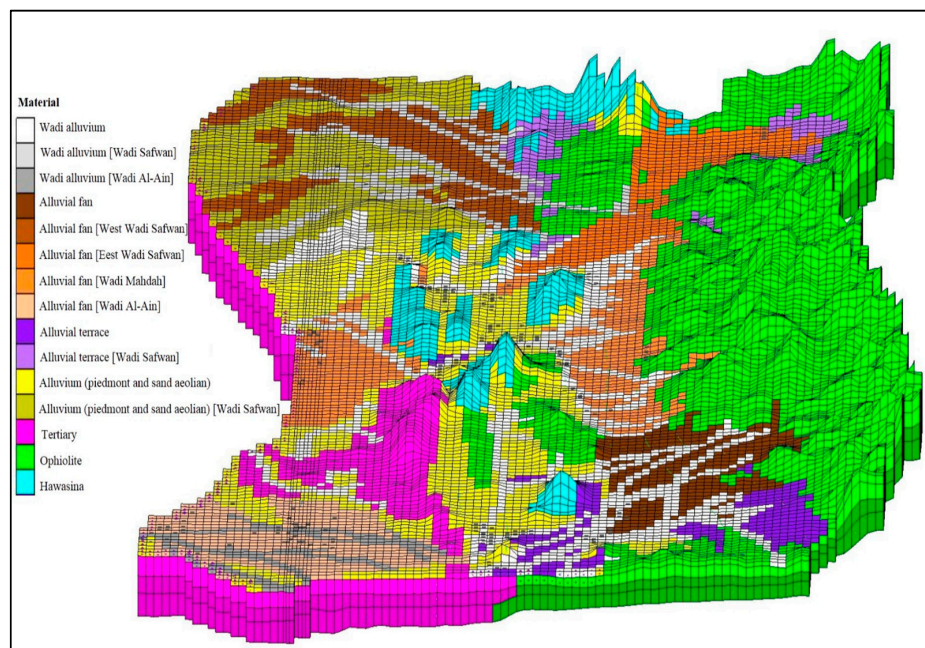 Material
Wadi alluvium
Wadi alluvium [Wadi Safwan]
Wadi alluvium [Wadi Al-Ain]
Alluvial fan
Alluvial fan [West Wadi Safwan]
Alluvial fan [Eest Wadi Safwan]
Alluvial fan [Wadi Mahdah]
Alluvial fan [Wadi Al-Ain]
Alluvial terrace
Alluvial terrace [Wadi Safwan]
Alluvium (piedmont and sand aeolian)
Alluvium (piedmont and sand aeolian) [Wadi Safwan]
Tertiary
Ophiolite
Hawasina